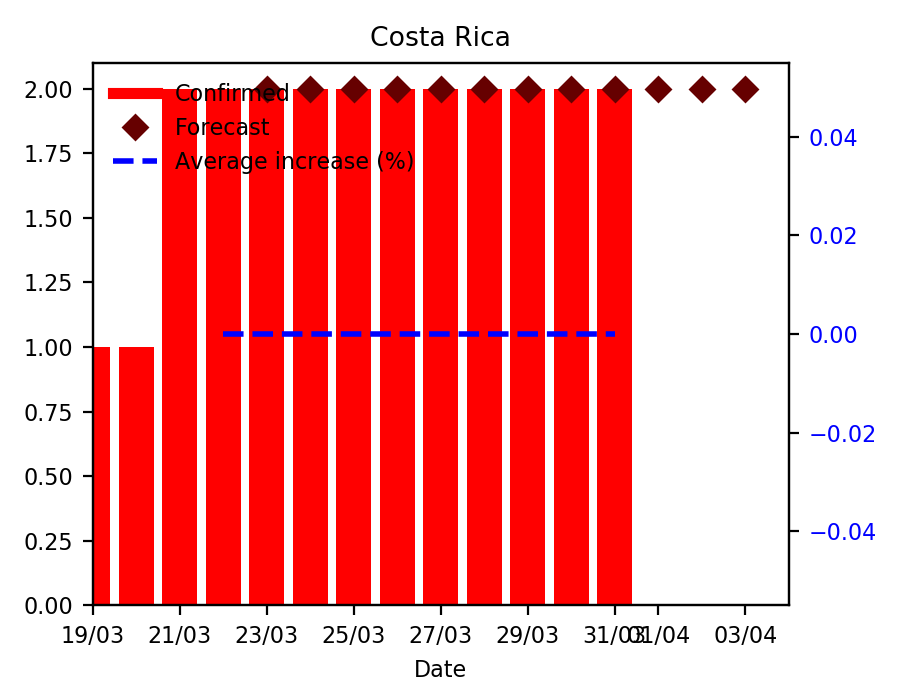 Costa Rica
Confirmed
Forecast
Average increase (%)
2.00
1.75
1.50
1.25
1.00
0.75
0.50
0.25
0.00
0.04
0.02
0.00
−0.02
−0.04
19/03 21/03 23/03 25/03 27/03 29/03 31/03 01/04 03/04
Date